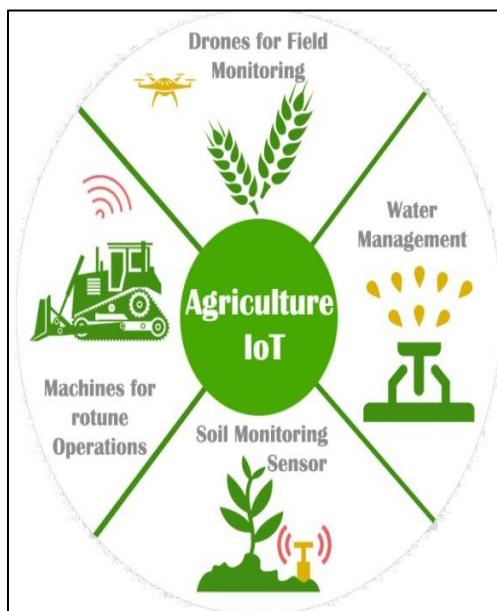 Drones for Field
Monitoring
Water
Management
Agriculture
IoT
Machines for
rotune
Operations
Soil Monitoring
Sensor